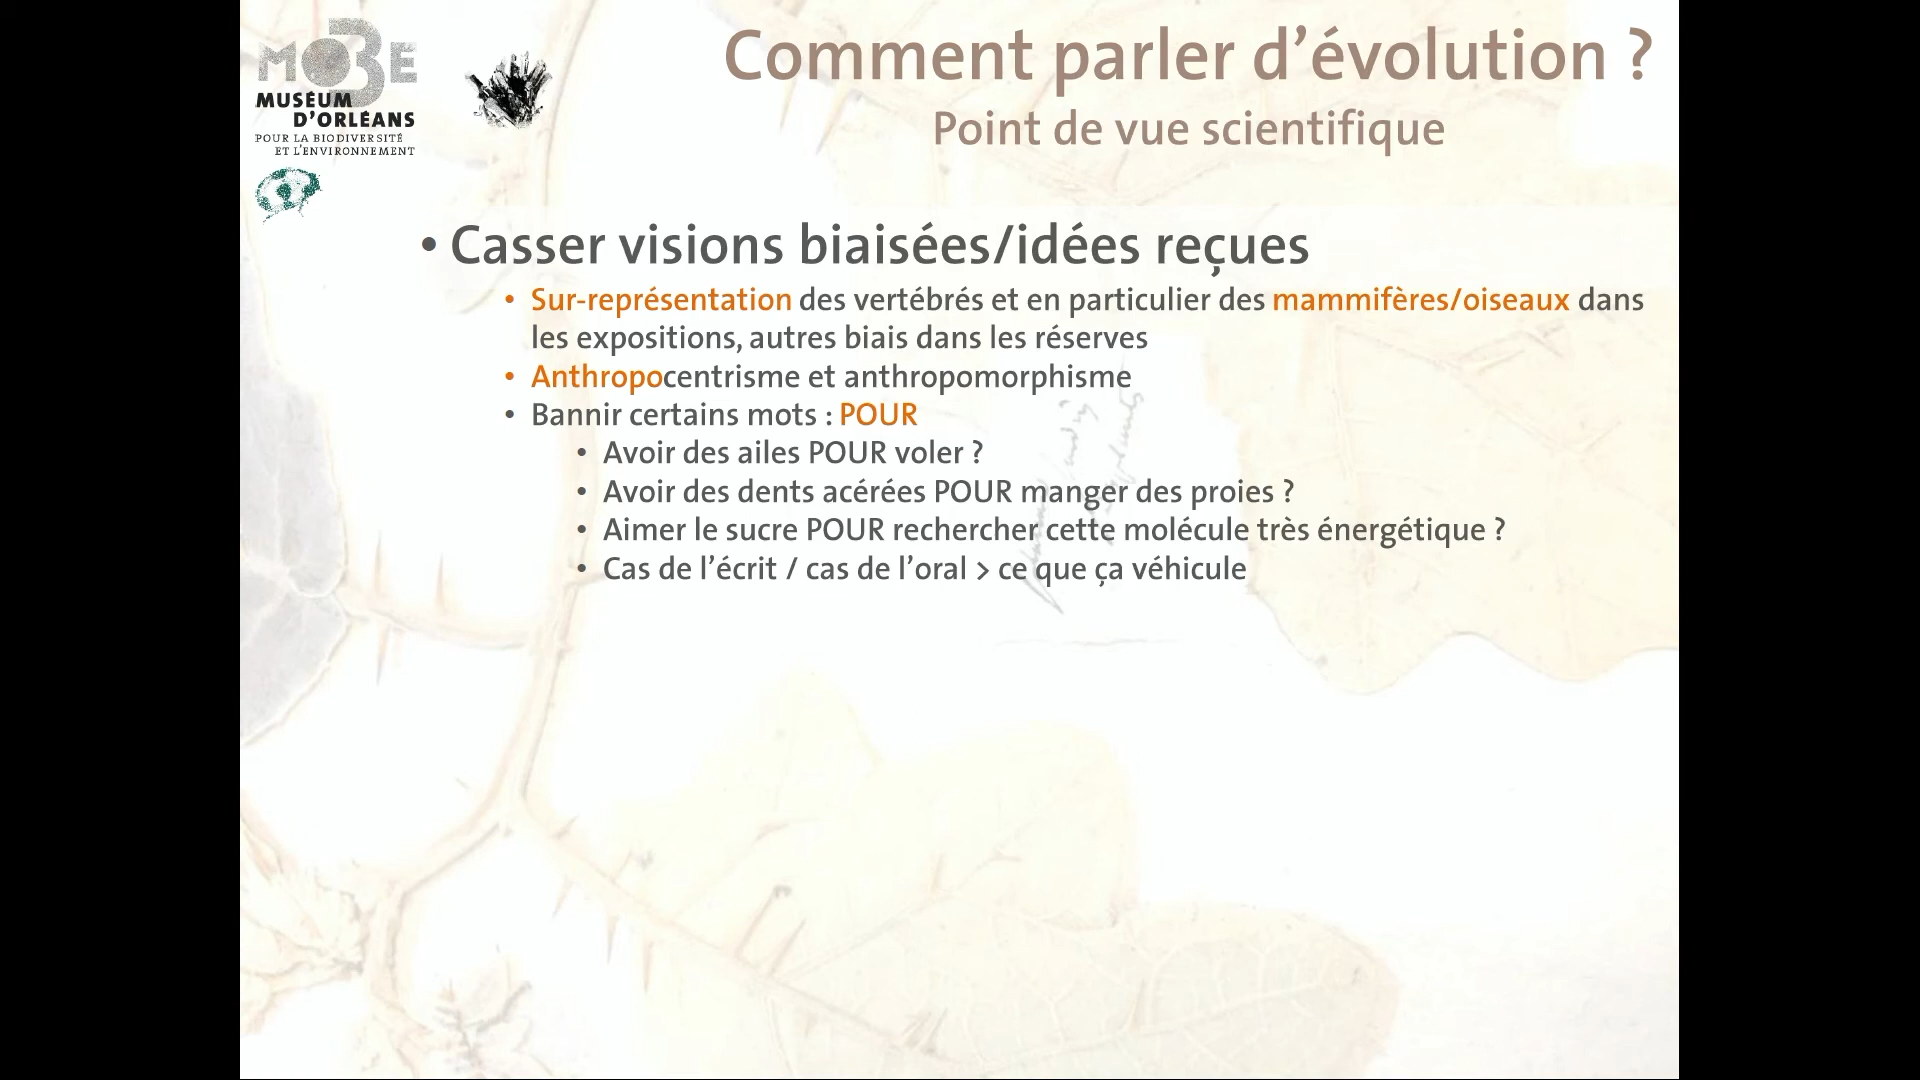 MOBE
MUSÉUM
D'ORLÉANS
POUR LA BIODIVERSITÉ
ET L'ENVIRONNEMENT
Comment parler d'évolution ?
Point de vue scientifique
• Casser visions biaisées/idées reçues
• Sur-représentation des vertébrés et en particulier des mammifères/oiseaux dans
les expositions, autres biais dans les réserves
• Anthropocentrisme et anthropomorphisme
• Bannir certains mots : POUR
• Avoir des ailes POUR voler ?
• Avoir des dents acérées POUR manger des proies ?
• Aimer le sucre POUR rechercher cette molécule très énergétique ?
• Cas de l'écrit / cas de l'oral > ce que ça véhicule